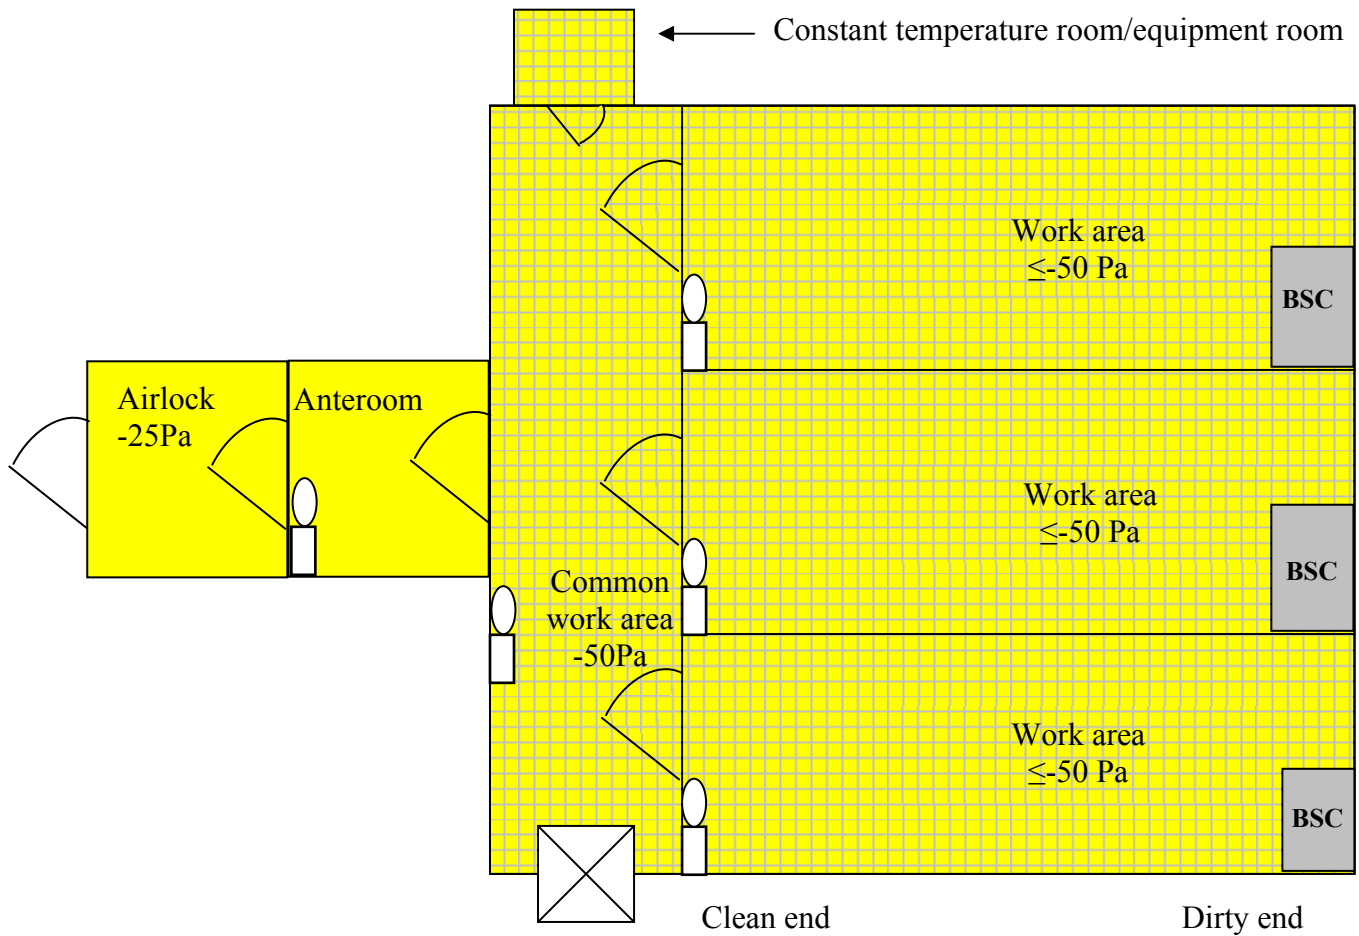 Constant temperature room/equipment room
Work area
≤-50 Pa
BSC
Airlock
-25Pa
Anteroom
Work area
≤-50 Pa
BSC
Common
work area
-50Pa
Work area
≤-50 Pa
BSC
Clean end
Dirty end